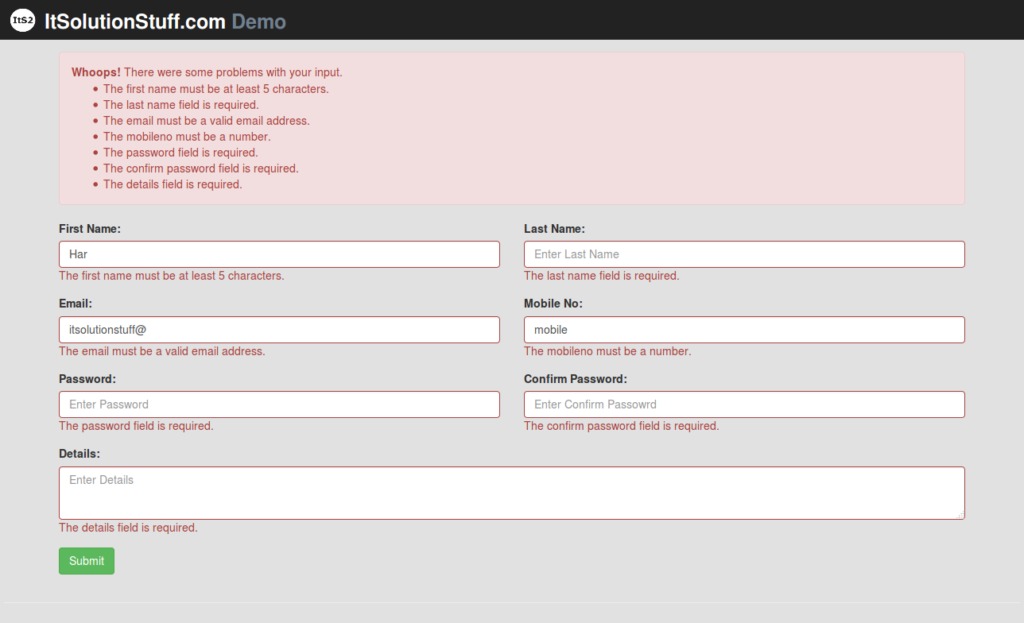 ItS2 ItSolutionStuff.com Demo
Whoops! There were some problems with your input.
• The first name must be at least 5 characters.
• The last name field is required.
• The email must be a valid email address.
• The mobileno must be a number.
• The password field is required.
• The confirm password field is required.
• The details field is required.
First Name: Last Name:
Har Enter Last Name
The first name must be at least 5 characters. The last name field is required.
Email: Mobile No:
itsolutionstuff@ mobile
The email must be a valid email address. The mobileno must be a number.
Password: Confirm Password:
Enter Password Enter Confirm Passowrd
The password field is required. The confirm password field is required.
Details:
Enter Details
The details field is required.
Submit